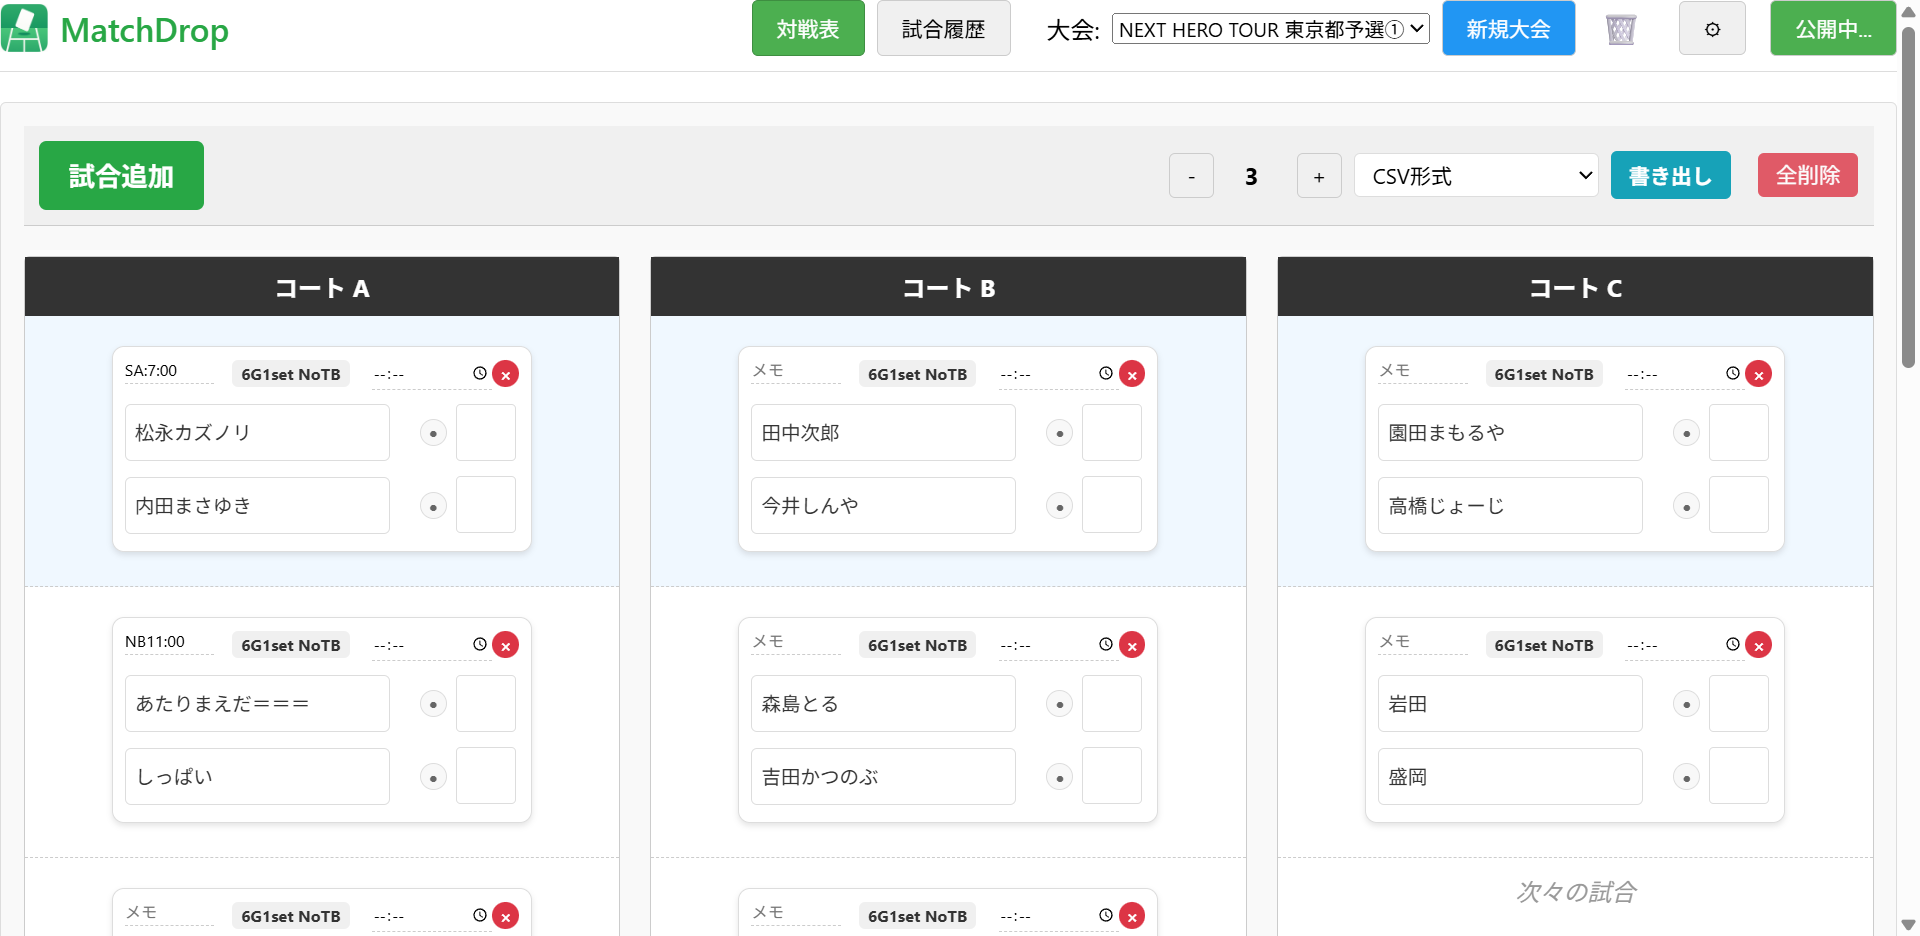 MatchDrop
対戦表
試合履歴
大会:
NEXT HERO TOUR 東京都予選①
新規大会
公開中...
試合追加
-
3
+
CSV形式
書き出し
全削除
コート A
SA:7:00
6G1set NoTB
--:--
松永カズノリ
内田まさゆき
NB11:00
6G1set NoTB
--:--
あたりまえだ＝＝＝
しっぱい
メモ
6G1set NoTB
--:--
コート B
メモ
6G1set NoTB
--:--
田中次郎
今井しんや
メモ
6G1set NoTB
--:--
森島とる
吉田かつのぶ
メモ
6G1set NoTB
--:--
コート C
メモ
6G1set NoTB
--:--
園田まもるや
高橋じょーじ
メモ
6G1set NoTB
--:--
岩田
盛岡
次々の試合